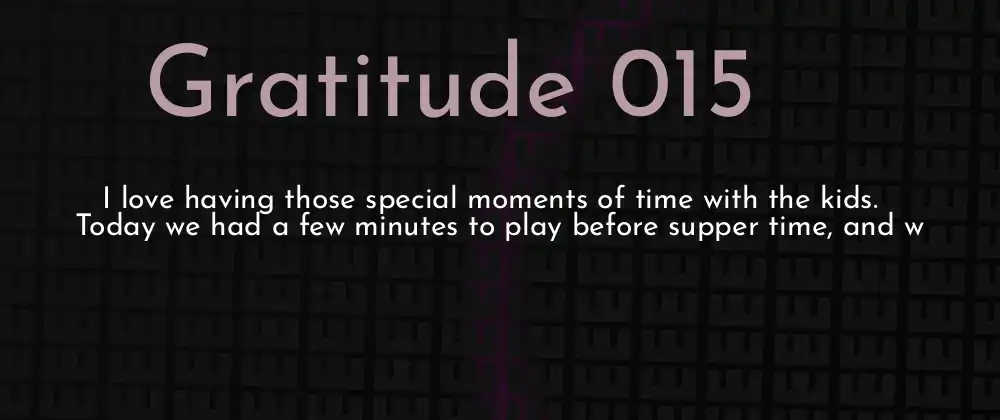 Gratitude 015
I love having those special moments of time with the kids.
Today we had a few minutes to play before supper time, and w